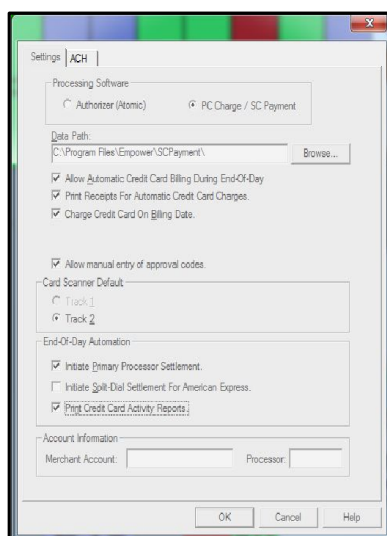 Settings ACH
Processing Software
Authorizer (Atomic) PC Charge / SC Payment
Data Path:
C:\Program Files\Empower\SCPayment\ Browse...
Allow Automatic Credit Card Billing During End-Of-Day
Print Receipts For Automatic Credit Card Charges.
Charge Credit Card On Billing Date.
Allow manual entry of approval codes.
Card Scanner Default
Track 1
Track 2
End-Of-Day Automation
Initiate Primary Processor Settlement.
Initiate Split-Dial Settlement For American Express.
Print Credit Card Activity Reports.
Account Information
Merchant Account: Processor:
OK Cancel Help